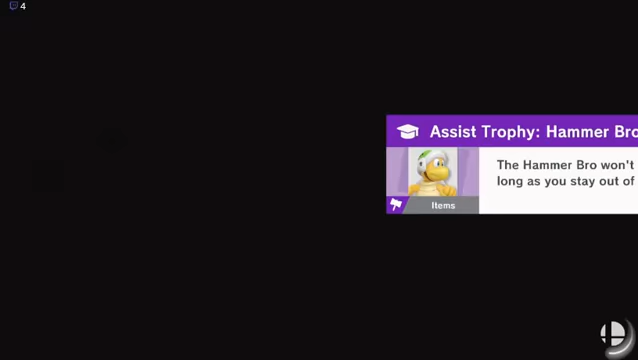 4
Assist Trophy: Hammer Bro
The Hammer Bro won't
long as you stay out of
Items